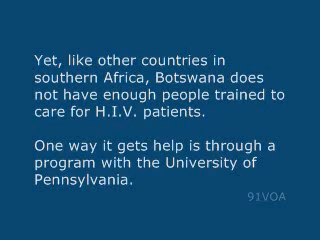 Yet, like other countries in
southern Africa, Botswana does
not have enough people trained to
care for H.I.V. patients.
One way it gets help is through a
program with the University of
Pennsylvania.
91VOA